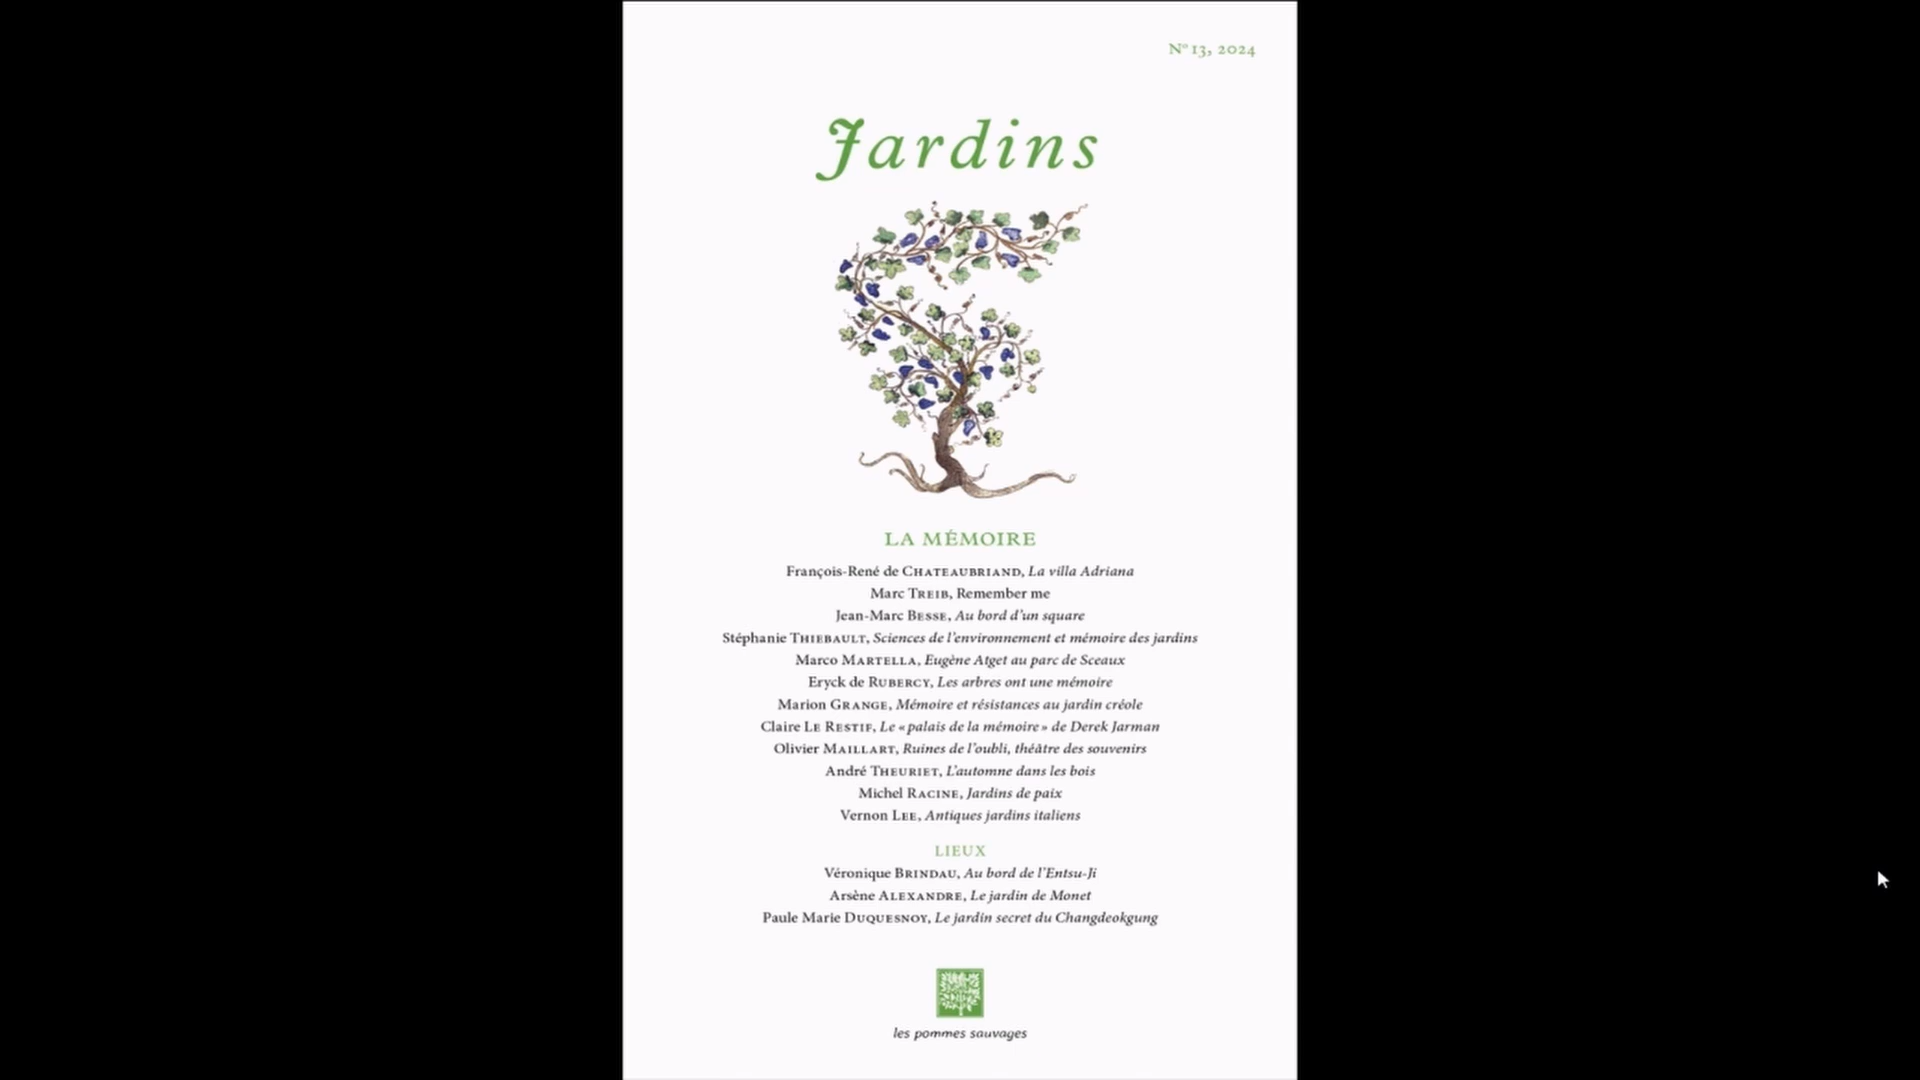 Nº 13, 2024
Jardins
LA MÉMOIRE
François-René de CHATEAUBRIAND, La villa Adriana
Marc TREIB, Remember me
Jean-Marc BESSE, Au bord d'un square
Stéphanie THIEBAULT, Sciences de l'environnement et mémoire des jardins
Marco MARTELLA, Eugène Atget au parc de Sceaux
Eryck de RUBERCY, Les arbres ont une mémoire
Marion GRANGE, Mémoire et résistances au jardin créole
Claire LE RESTIF, Le « palais de la mémoire » de Derek Jarman
Olivier MAILLART, Ruines de l'oubli, théâtre des souvenirs
André THEURIET, L'automne dans les bois
Michel RACINE, Jardins de paix
Vernon LEE, Antiques jardins italiens
LIEUX
Véronique BRINDAU, Au bord de l'Entsu-Ji
Arsène ALEXANDRE, Le jardin de Monet
Paule Marie DUQUESNOY, Le jardin secret du Changdeokgung
les pommes sauvages